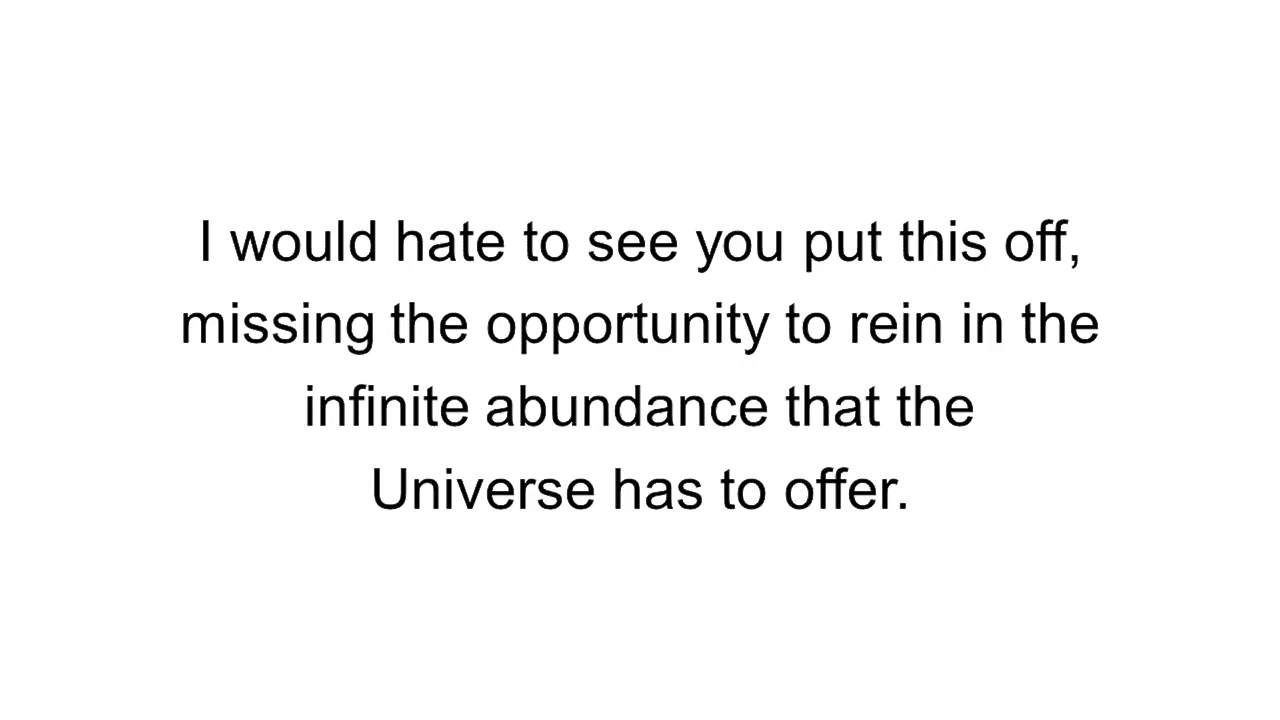 I would hate to see you put this off,
missing the opportunity to rein in the
infinite abundance that the
Universe has to offer.